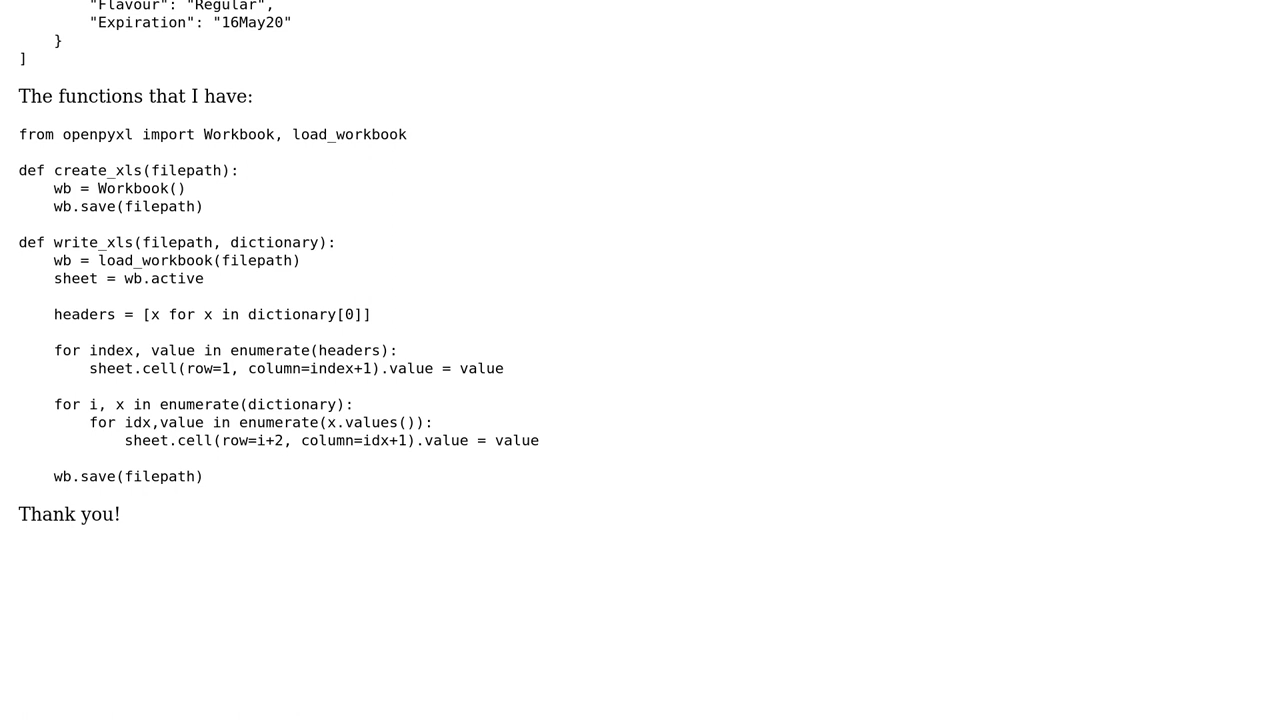 "Flavour": "Regular",
"Expiration": "16May20"
}
]
The functions that I have:
from openpyxl import Workbook, load_workbook
def create_xls(filepath):
wb = Workbook()
wb.save(filepath)
def write_xls(filepath, dictionary):
wb = load_workbook(filepath)
sheet = wb.active
headers = [x for x in dictionary[0]]
for index, value in enumerate(headers):
sheet.cell(row=1, column=index+1).value = value
for i, x in enumerate(dictionary):
for idx,value in enumerate(x.values()):
sheet.cell(row=i+2, column=idx+1).value = value
wb.save(filepath)
Thank you!